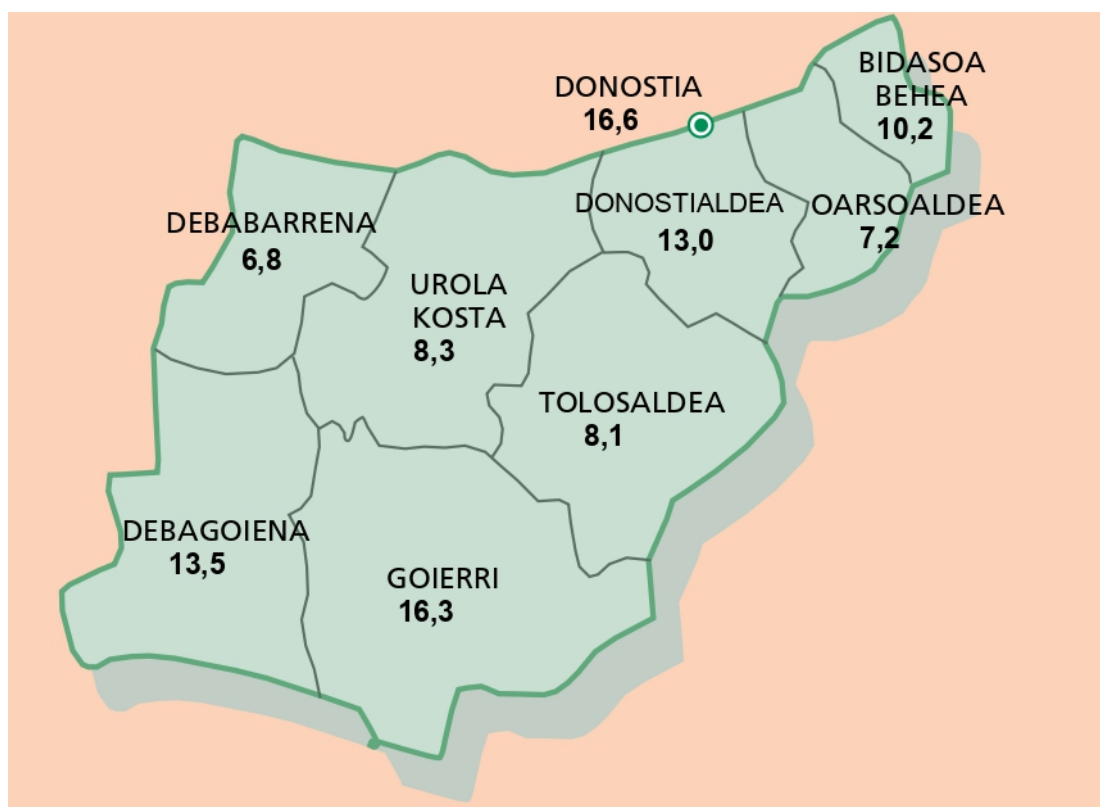 DONOSTIA
16,6
BIDASOA
BEHEA
10,2
DEBABARRENA
6,8
DONOSTIALDEA
13,0
OARSOALDEA
7,2
UROLA
KOSTA
8,3
TOLOSALDEA
8,1
DEBAGOIENA
13,5
GOIERRI
16,3